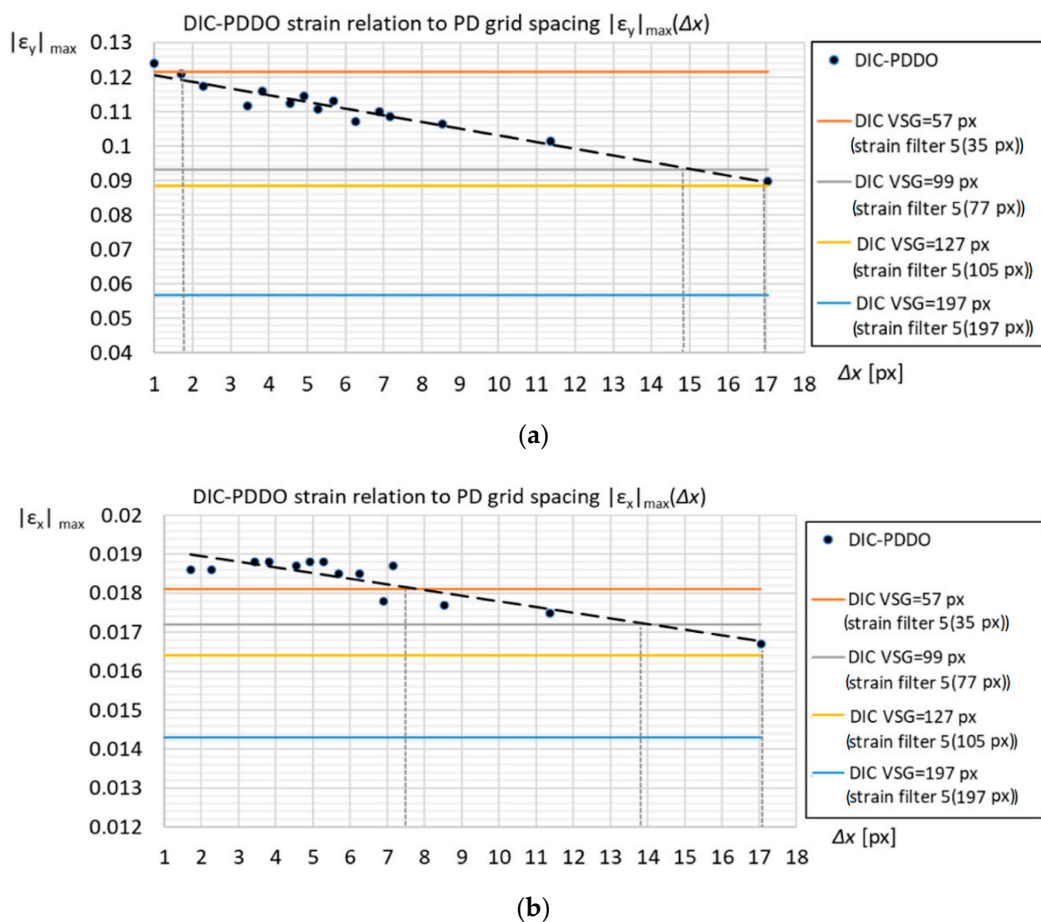 DIC-PDDO strain relation to PD grid spacing |εy|max(Δx)
|εy| max
0.13
0.12
0.11
0.1
0.09
0.08
0.07
0.06
0.05
0.04
1 2 3 4 5 6 7 8 9 10 11 12 13 14 15 16 17 18
Δx [px]
DIC-PDDO
DIC VSG=57 px
(strain filter 5(35 px))
DIC VSG=99 px
(strain filter 5(77 px))
DIC VSG=127 px
(strain filter 5(105 px))
DIC VSG=197 px
(strain filter 5(197 px))
(a)
DIC-PDDO strain relation to PD grid spacing |εx|max(Δx)
|εx| max
0.02
0.019
0.018
0.017
0.016
0.015
0.014
0.013
0.012
1 2 3 4 5 6 7 8 9 10 11 12 13 14 15 16 17 18
Δx [px]
DIC-PDDO
DIC VSG=57 px
(strain filter 5(35 px))
DIC VSG=99 px
(strain filter 5(77 px))
DIC VSG=127 px
(strain filter 5(105 px))
DIC VSG=197 px
(strain filter 5(197 px))
(b)